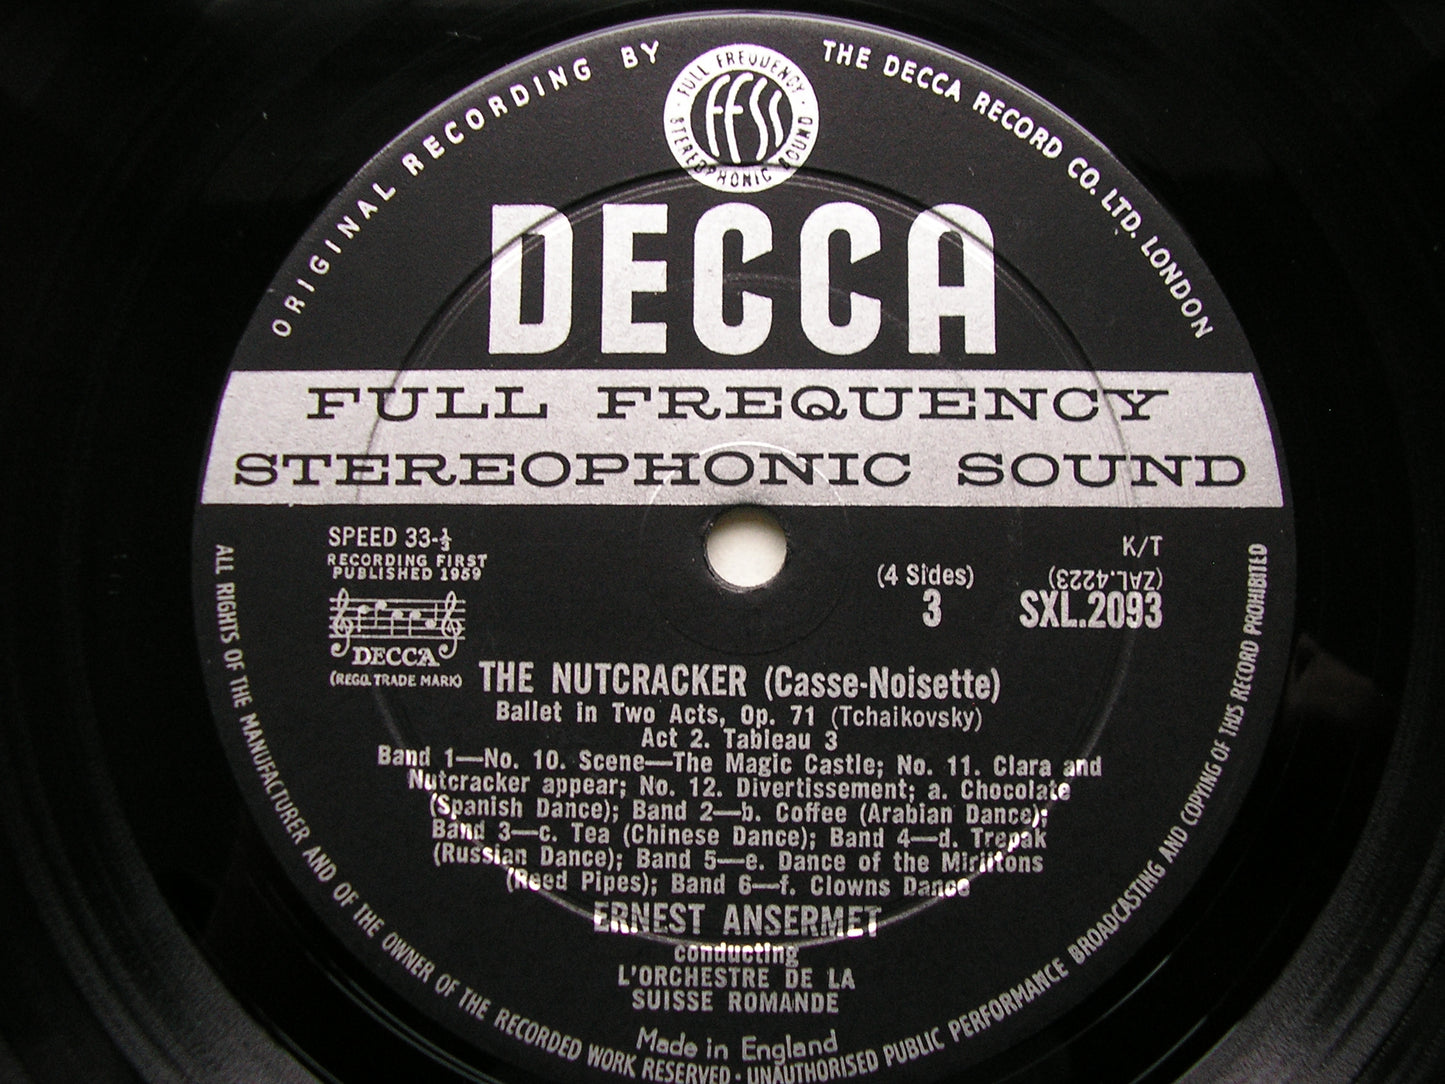 ORIGINAL RECORDING BY
THE DECCA RECORD CO. LTD. LONDON
FULL FREQUENCY
STEREOPHONIC SOUND
FFSS
DECCA
FULL FREQUENCY
STEREOPHONIC SOUND
SPEED 33-⅓
RECORDING FIRST
PUBLISHED 1959
DECCA
(REGD. TRADE MARK)
K/T
(4 Sides)
(ZAL.4223)
3
SXL.2093
THE NUTCRACKER (Casse-Noisette)
Ballet in Two Acts, Op. 71 (Tchaikovsky)
Act 2. Tableau 3
Band 1—No. 10. Scene—The Magic Castle; No. 11. Clara and
Nutcracker appear; No. 12. Divertissement; a. Chocolate
(Spanish Dance); Band 2—b. Coffee (Arabian Dance);
Band 3—c. Tea (Chinese Dance); Band 4—d. Trepak
(Russian Dance); Band 5—e. Dance of the Mirlitons
(Reed Pipes); Band 6—f. Clowns Dance
ERNEST ANSERMET
conducting
L'ORCHESTRE DE LA
SUISSE ROMANDE
Made in England
ALL RIGHTS OF THE MANUFACTURER AND OF THE OWNER OF THE RECORDED WORK RESERVED · UNAUTHORISED PUBLIC PERFORMANCE BROADCASTING AND COPYING OF THIS RECORD PROHIBITED